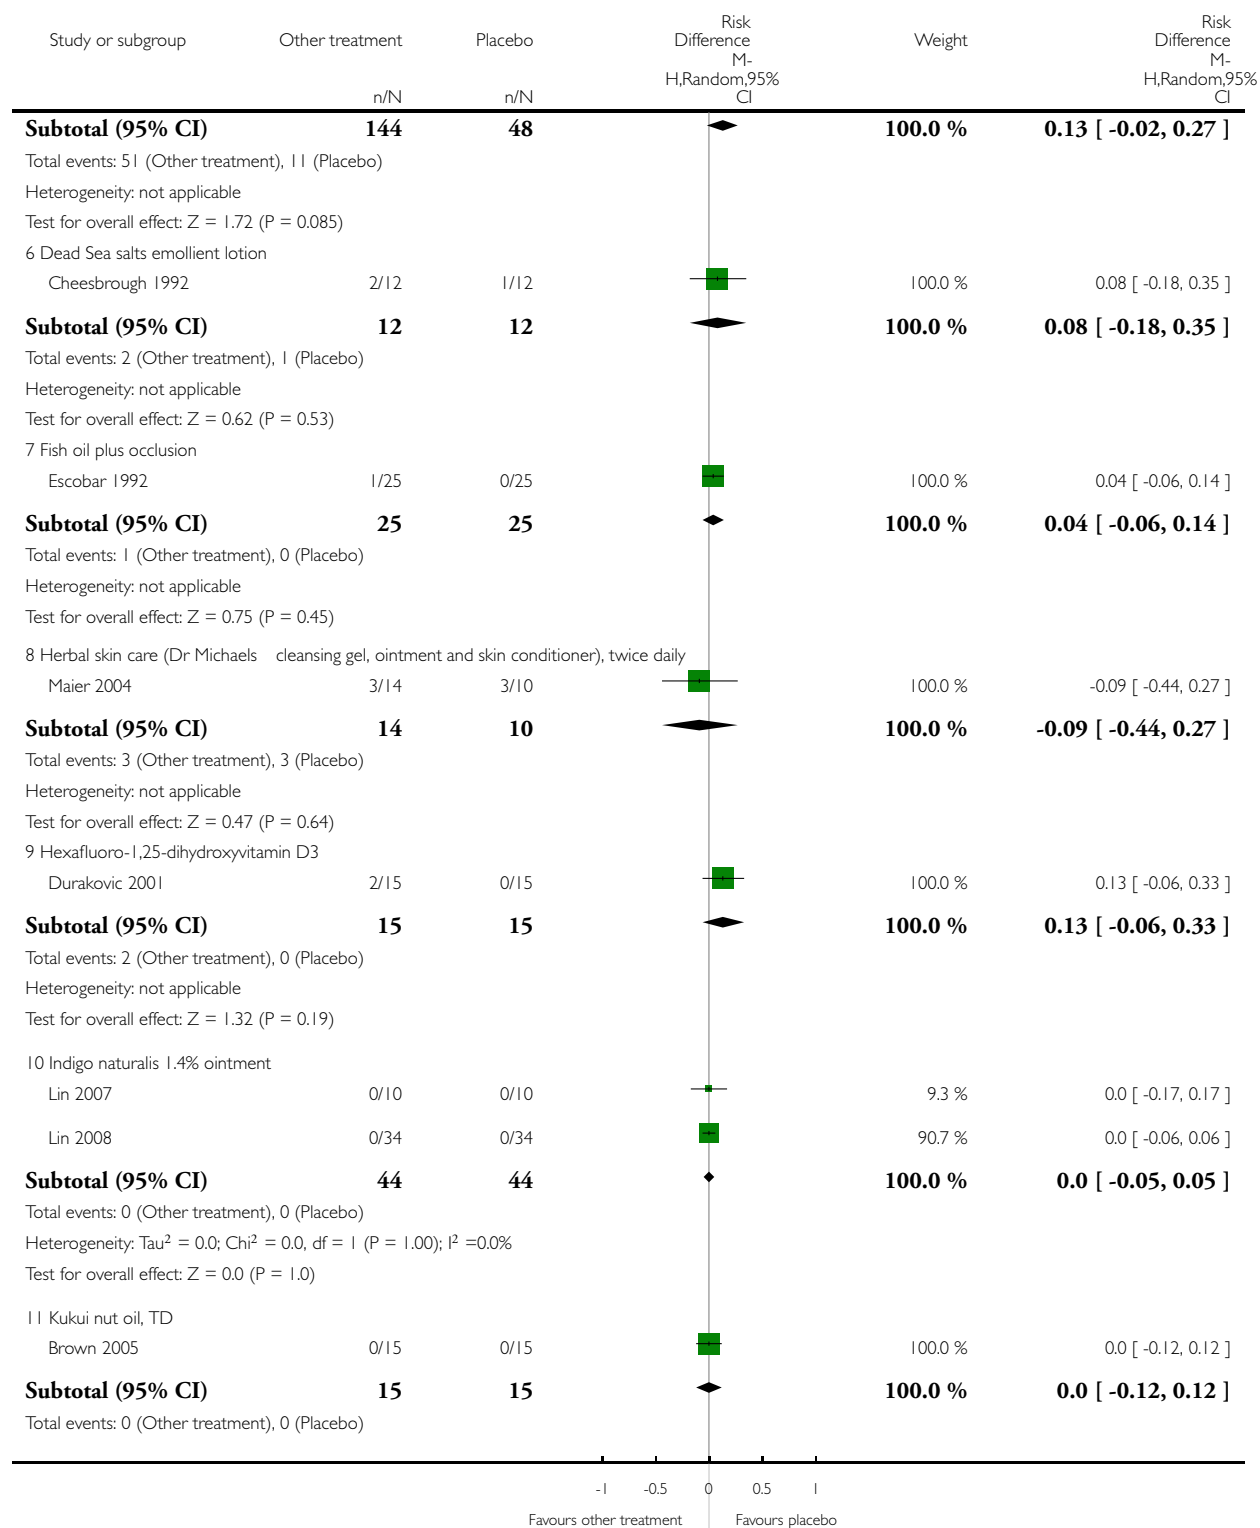 Study or subgroup Other treatment Placebo Risk Difference Weight Risk Difference
M-H,Random,95% CI M-H,Random,95% CI
n/N n/N
Subtotal (95% CI) 144 48 100.0 % 0.13 [ -0.02, 0.27 ]
Total events: 51 (Other treatment), 11 (Placebo)
Heterogeneity: not applicable
Test for overall effect: Z = 1.72 (P = 0.085)
6 Dead Sea salts emollient lotion
Cheesbrough 1992 2/12 1/12 100.0 % 0.08 [ -0.18, 0.35 ]
Subtotal (95% CI) 12 12 100.0 % 0.08 [ -0.18, 0.35 ]
Total events: 2 (Other treatment), 1 (Placebo)
Heterogeneity: not applicable
Test for overall effect: Z = 0.62 (P = 0.53)
7 Fish oil plus occlusion
Escobar 1992 1/25 0/25 100.0 % 0.04 [ -0.06, 0.14 ]
Subtotal (95% CI) 25 25 100.0 % 0.04 [ -0.06, 0.14 ]
Total events: 1 (Other treatment), 0 (Placebo)
Heterogeneity: not applicable
Test for overall effect: Z = 0.75 (P = 0.45)
8 Herbal skin care (Dr Michaels cleansing gel, ointment and skin conditioner), twice daily
Maier 2004 3/14 3/10 100.0 % -0.09 [ -0.44, 0.27 ]
Subtotal (95% CI) 14 10 100.0 % -0.09 [ -0.44, 0.27 ]
Total events: 3 (Other treatment), 3 (Placebo)
Heterogeneity: not applicable
Test for overall effect: Z = 0.47 (P = 0.64)
9 Hexafluoro-1,25-dihydroxyvitamin D3
Durakovic 2001 2/15 0/15 100.0 % 0.13 [ -0.06, 0.33 ]
Subtotal (95% CI) 15 15 100.0 % 0.13 [ -0.06, 0.33 ]
Total events: 2 (Other treatment), 0 (Placebo)
Heterogeneity: not applicable
Test for overall effect: Z = 1.32 (P = 0.19)
10 Indigo naturalis 1.4% ointment
Lin 2007 0/10 0/10 9.3 % 0.0 [ -0.17, 0.17 ]
Lin 2008 0/34 0/34 90.7 % 0.0 [ -0.06, 0.06 ]
Subtotal (95% CI) 44 44 100.0 % 0.0 [ -0.05, 0.05 ]
Total events: 0 (Other treatment), 0 (Placebo)
Heterogeneity: Tau² = 0.0; Chi² = 0.0, df = 1 (P = 1.00); I² =0.0%
Test for overall effect: Z = 0.0 (P = 1.0)
11 Kukui nut oil, TD
Brown 2005 0/15 0/15 100.0 % 0.0 [ -0.12, 0.12 ]
Subtotal (95% CI) 15 15 100.0 % 0.0 [ -0.12, 0.12 ]
Total events: 0 (Other treatment), 0 (Placebo)
-1 -0.5 0 0.5 1
Favours other treatment Favours placebo